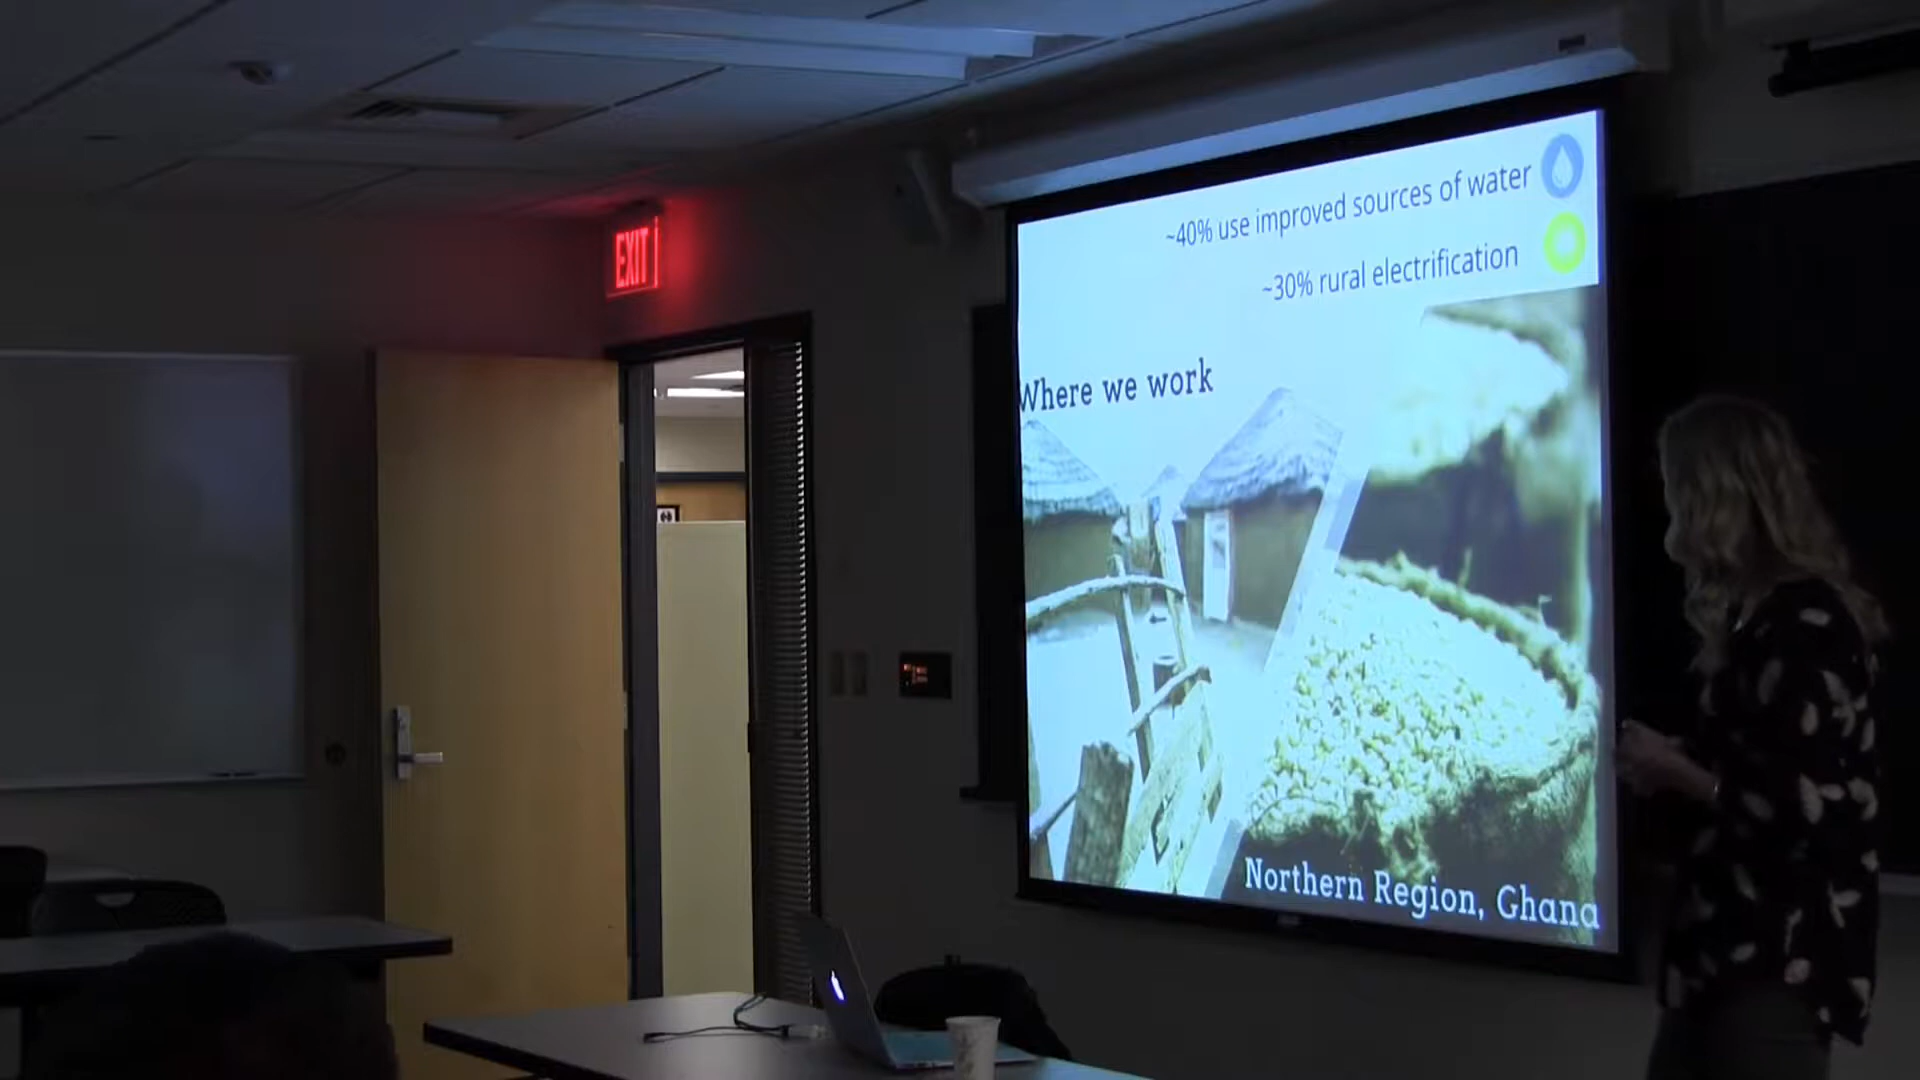 EXIT
~40% use improved sources of water
~30% rural electrification
Where we work
Northern Region, Ghana